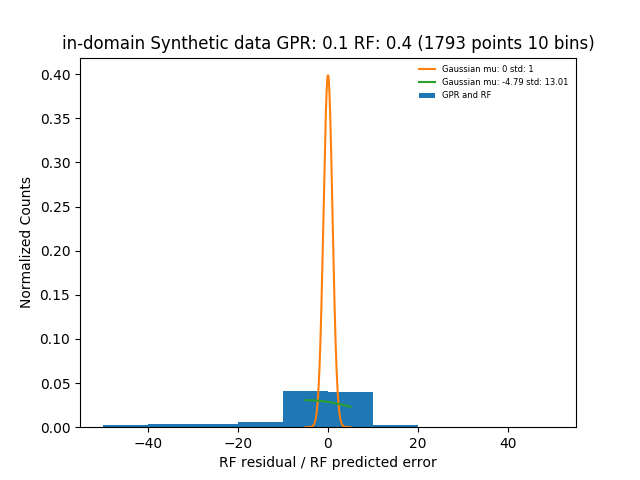 in-domain Synthetic data GPR: 0.1 RF: 0.4 (1793 points 10 bins)
Gaussian mu: 0 std: 1
Gaussian mu: -4.79 std: 13.01
GPR and RF
Normalized Counts
0.40
0.35
0.30
0.25
0.20
0.15
0.10
0.05
0.00
−40 −20 0 20 40
RF residual / RF predicted error